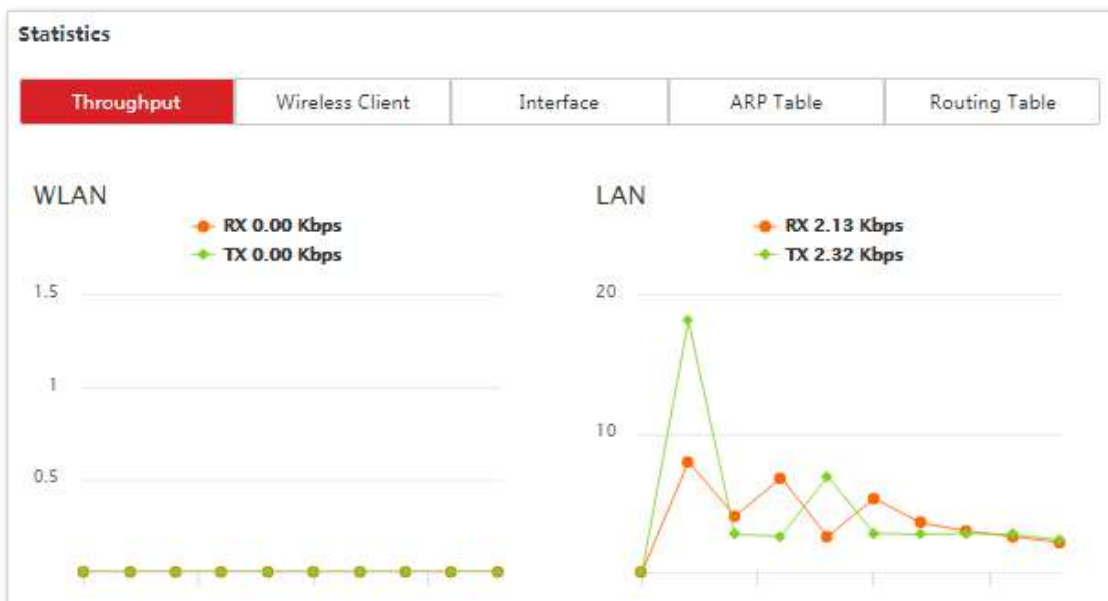 Statistics
Throughput
Wireless Client
Interface
ARP Table
Routing Table
WLAN
RX 0.00 Kbps
TX 0.00 Kbps
1.5
1
0.5
LAN
RX 2.13 Kbps
TX 2.32 Kbps
20
10